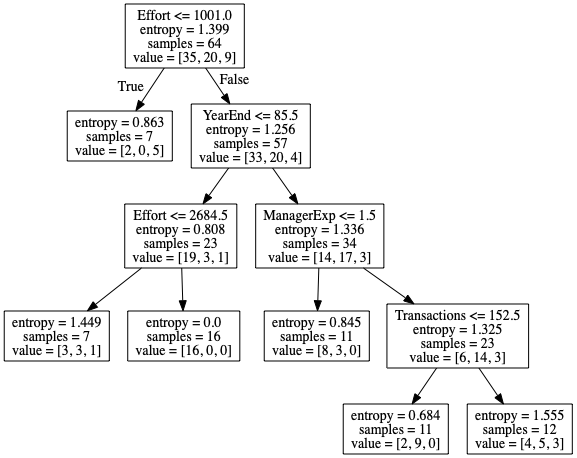 Effort <= 1001.0
entropy = 1.399
samples = 64
value = [35, 20, 9]
True
False
entropy = 0.863
samples = 7
value = [2, 0, 5]
YearEnd <= 85.5
entropy = 1.256
samples = 57
value = [33, 20, 4]
Effort <= 2684.5
entropy = 0.808
samples = 23
value = [19, 3, 1]
ManagerExp <= 1.5
entropy = 1.336
samples = 34
value = [14, 17, 3]
entropy = 1.449
samples = 7
value = [3, 3, 1]
entropy = 0.0
samples = 16
value = [16, 0, 0]
entropy = 0.845
samples = 11
value = [8, 3, 0]
Transactions <= 152.5
entropy = 1.325
samples = 23
value = [6, 14, 3]
entropy = 0.684
samples = 11
value = [2, 9, 0]
entropy = 1.555
samples = 12
value = [4, 5, 3]